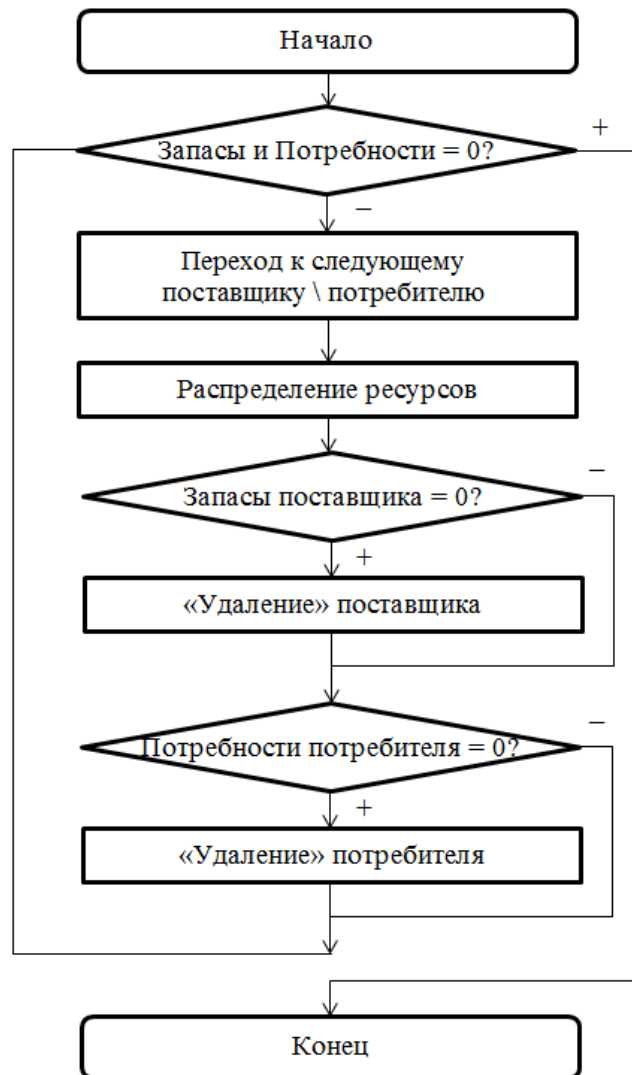 Начало
Запасы и Потребности = 0?
+
−
Переход к следующему
поставщику \ потребителю
Распределение ресурсов
Запасы поставщика = 0?
−
+
«Удаление» поставщика
Потребности потребителя = 0?
−
+
«Удаление» потребителя
Конец